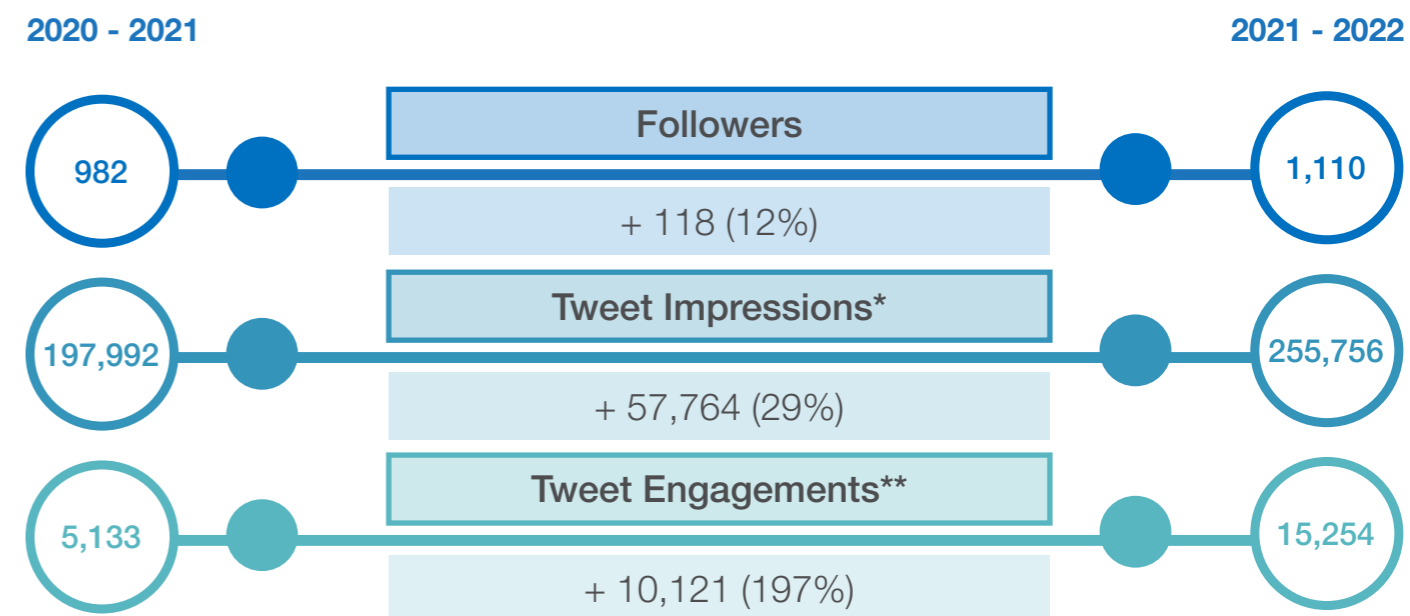 2020 - 2021
2021 - 2022
Followers
982
1,110
+ 118 (12%)
Tweet Impressions*
197,992
255,756
+ 57,764 (29%)
Tweet Engagements**
5,133
15,254
+ 10,121 (197%)